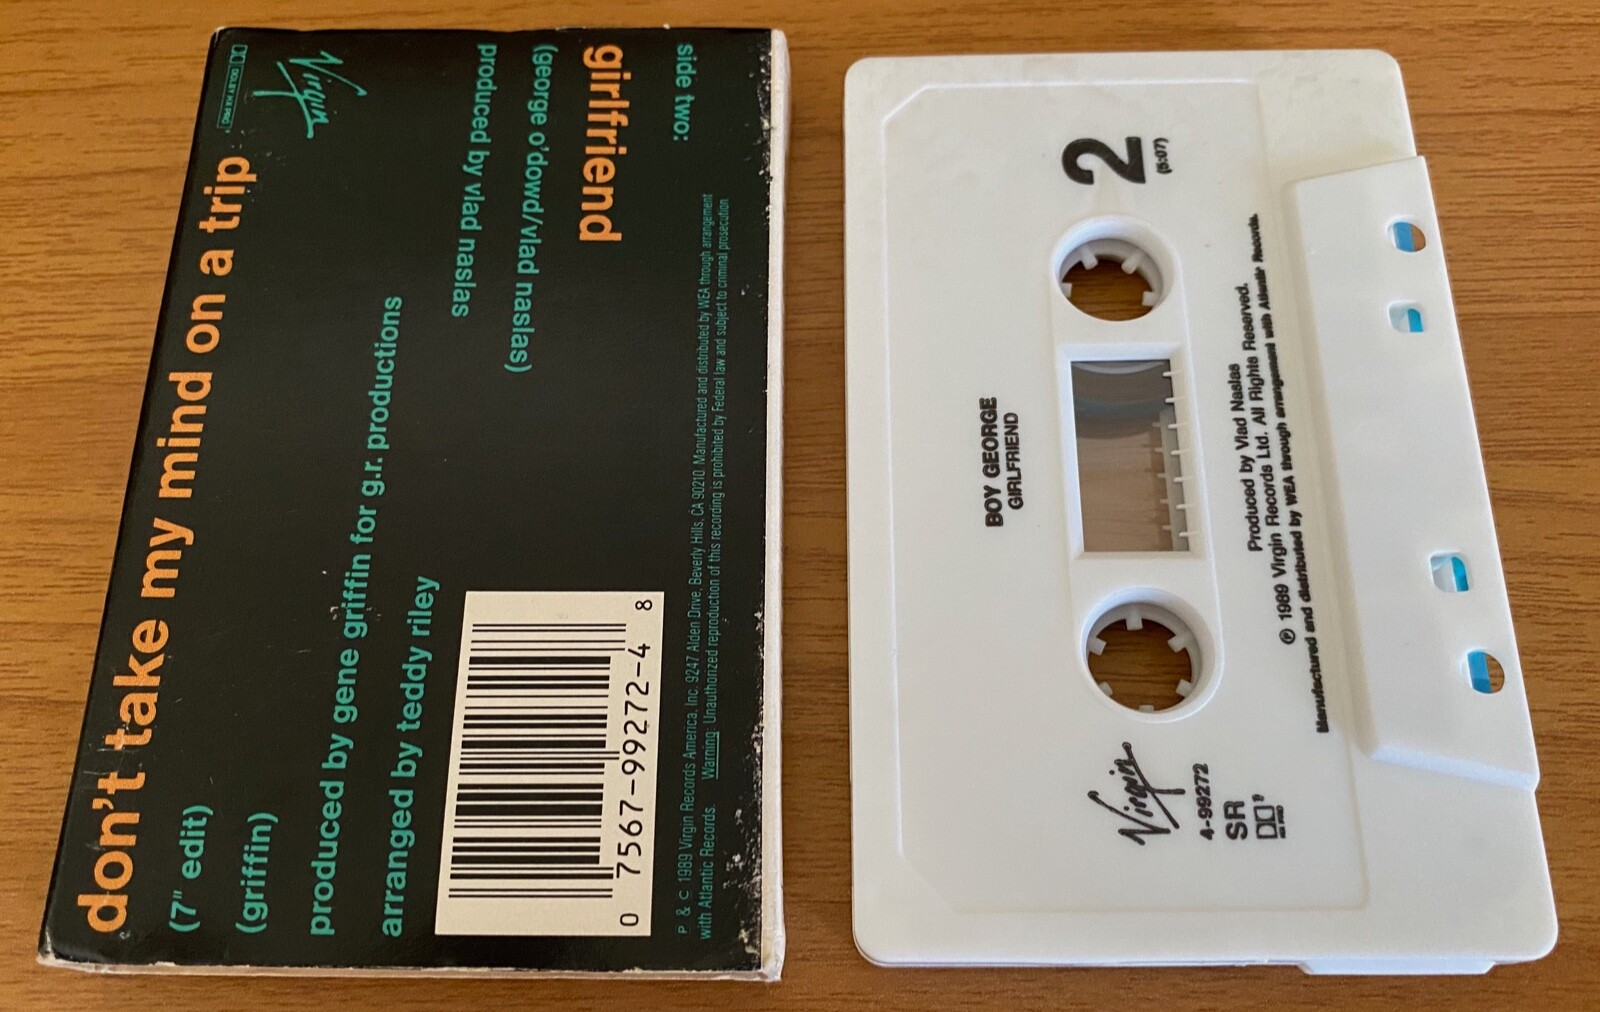 don't take my mind on a trip
(7" edit)
(griffin)
produced by gene griffin for g.r. productions
arranged by teddy riley
side two:
girlfriend
(george o'dowd/vlad naslas)
produced by vlad naslas
Virgin
DOLBY HX PRO
0 7567-99272-4 8
P & C 1989 Virgin Records America, Inc. 9247 Alden Drive, Beverly Hills, CA 90210. Manufactured and distributed by WEA through arrangement
with Atlantic Records. Warning: Unauthorized reproduction of this recording is prohibited by Federal law and subject to criminal prosecution
BOY GEORGE
GIRLFRIEND
2
(5:07)
Virgin
4-99272
SR
Produced by Vlad Naslas
℗ 1989 Virgin Records Ltd. All Rights Reserved.
Manufactured and distributed by WEA through arrangement with Atlantic Records.